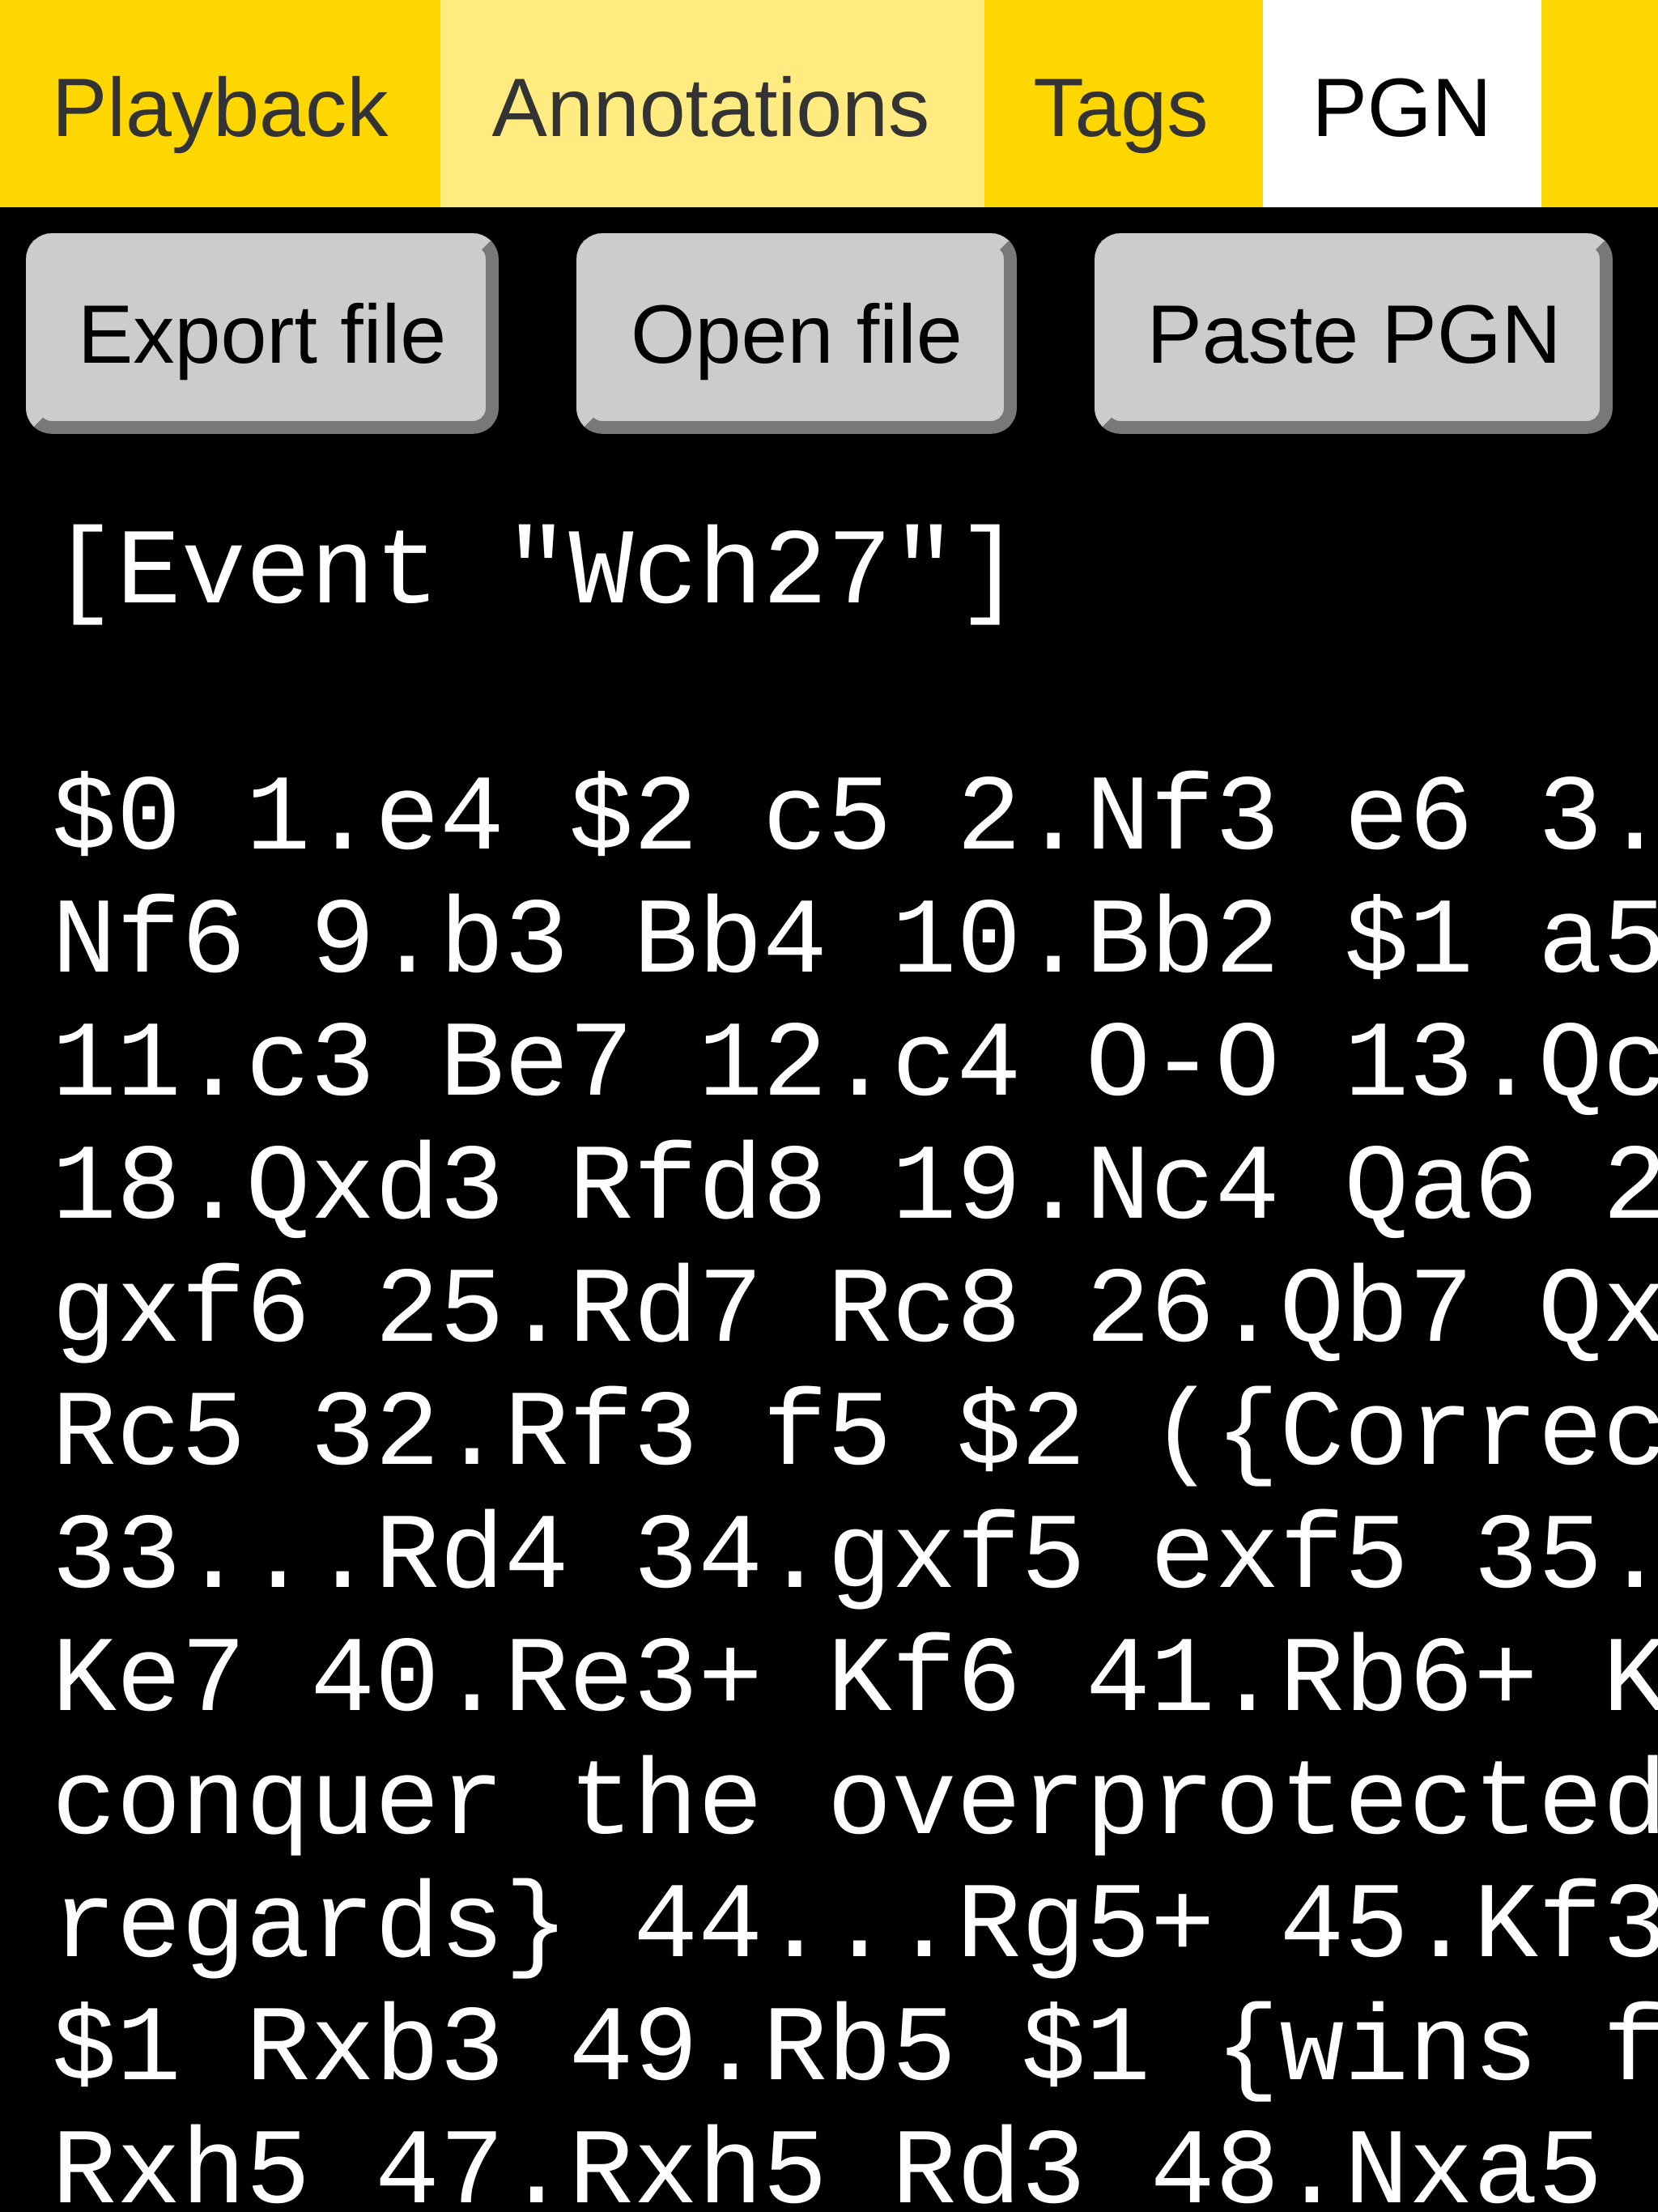 Playback Annotations Tags PGN
Export file Open file Paste PGN
[Event "Wch27"]
$0 1.e4 $2 c5 2.Nf3 e6 3.
Nf6 9.b3 Bb4 10.Bb2 $1 a5
11.c3 Be7 12.c4 O-O 13.Qc
18.Qxd3 Rfd8 19.Nc4 Qa6 2
gxf6 25.Rd7 Rc8 26.Qb7 Qx
Rc5 32.Rf3 f5 $2 ({Correc
33...Rd4 34.gxf5 exf5 35.
Ke7 40.Re3+ Kf6 41.Rb6+ K
conquer the overprotected
regards} 44...Rg5+ 45.Kf3
$1 Rxb3 49.Rb5 $1 {wins f
Rxh5 47.Rxh5 Rd3 48.Nxa5